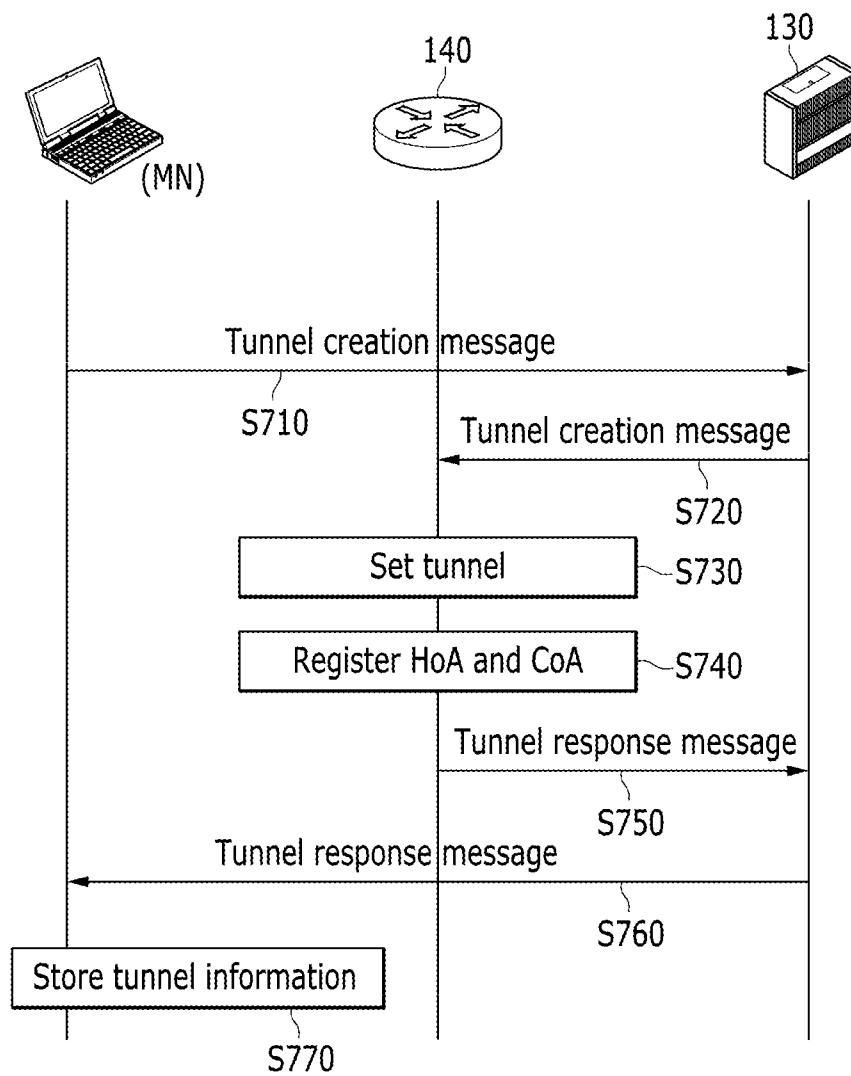 140
130
(MN)
Tunnel creation message
S710
Tunnel creation message
S720
Set tunnel
S730
Register HoA and CoA
S740
Tunnel response message
S750
Tunnel response message
S760
Store tunnel information
S770